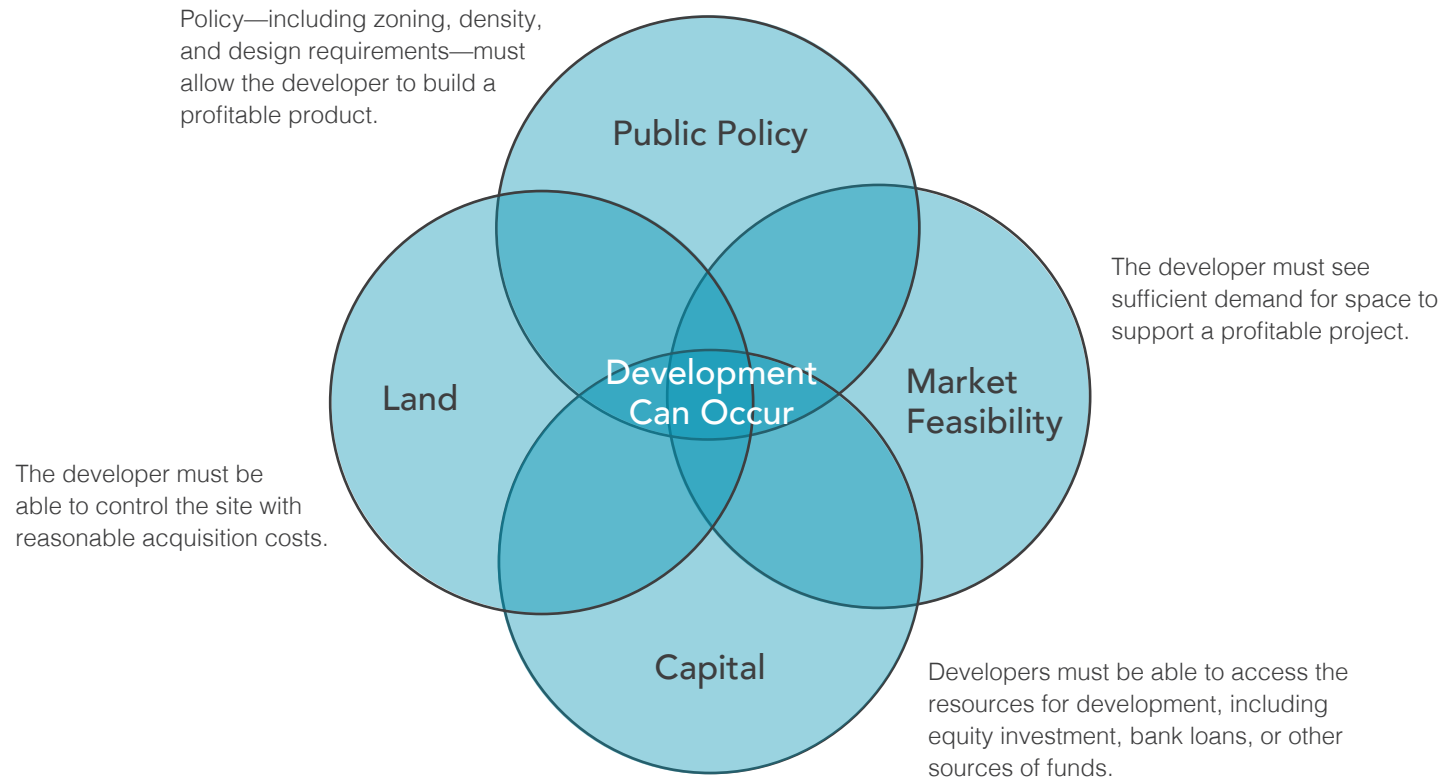 Policy—including zoning, density,
and design requirements—must
allow the developer to build a
profitable product.
Public Policy
The developer must see
sufficient demand for space to
support a profitable project.
Land
Development
Can Occur
Market
Feasibility
The developer must be
able to control the site with
reasonable acquisition costs.
Capital
Developers must be able to access the
resources for development, including
equity investment, bank loans, or other
sources of funds.